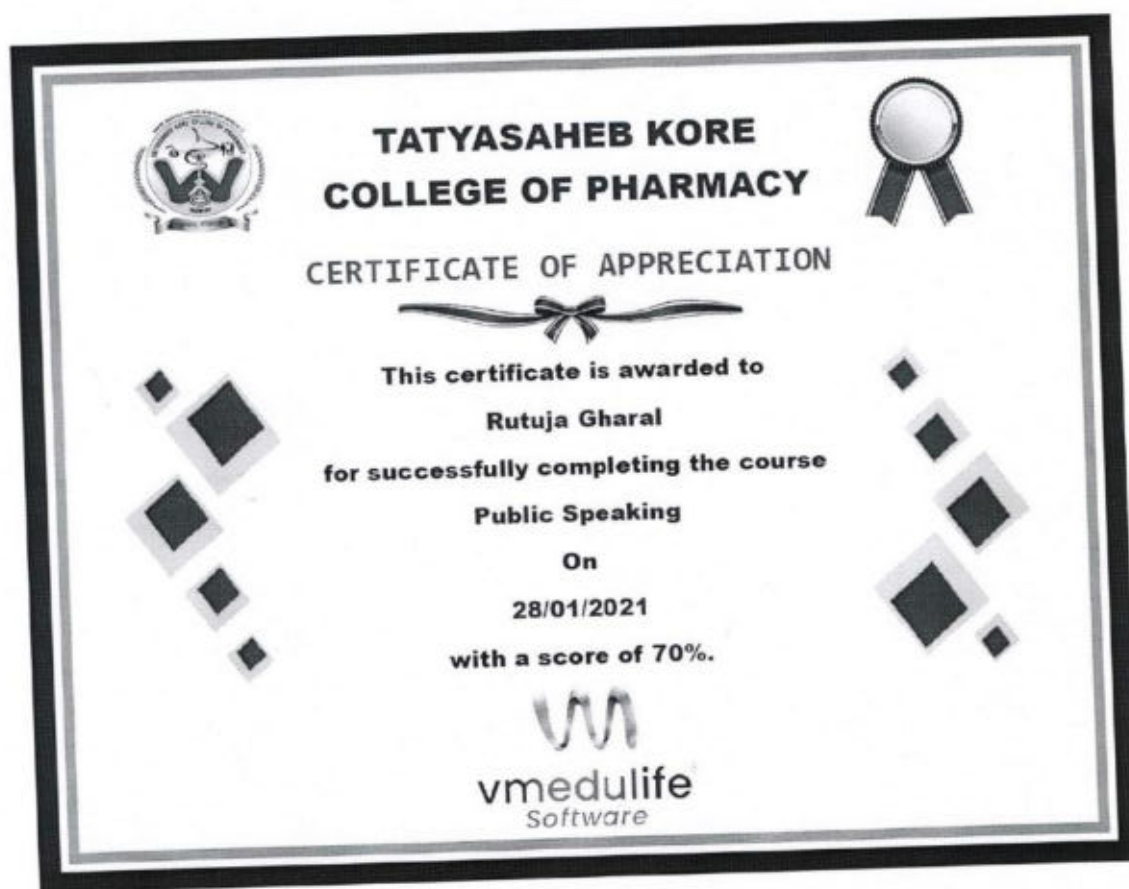 TATYASAHEB KORE
COLLEGE OF PHARMACY
CERTIFICATE OF APPRECIATION
This certificate is awarded to
Rutuja Gharal
for successfully completing the course
Public Speaking
On
28/01/2021
with a score of 70%.
vmedulife
Software